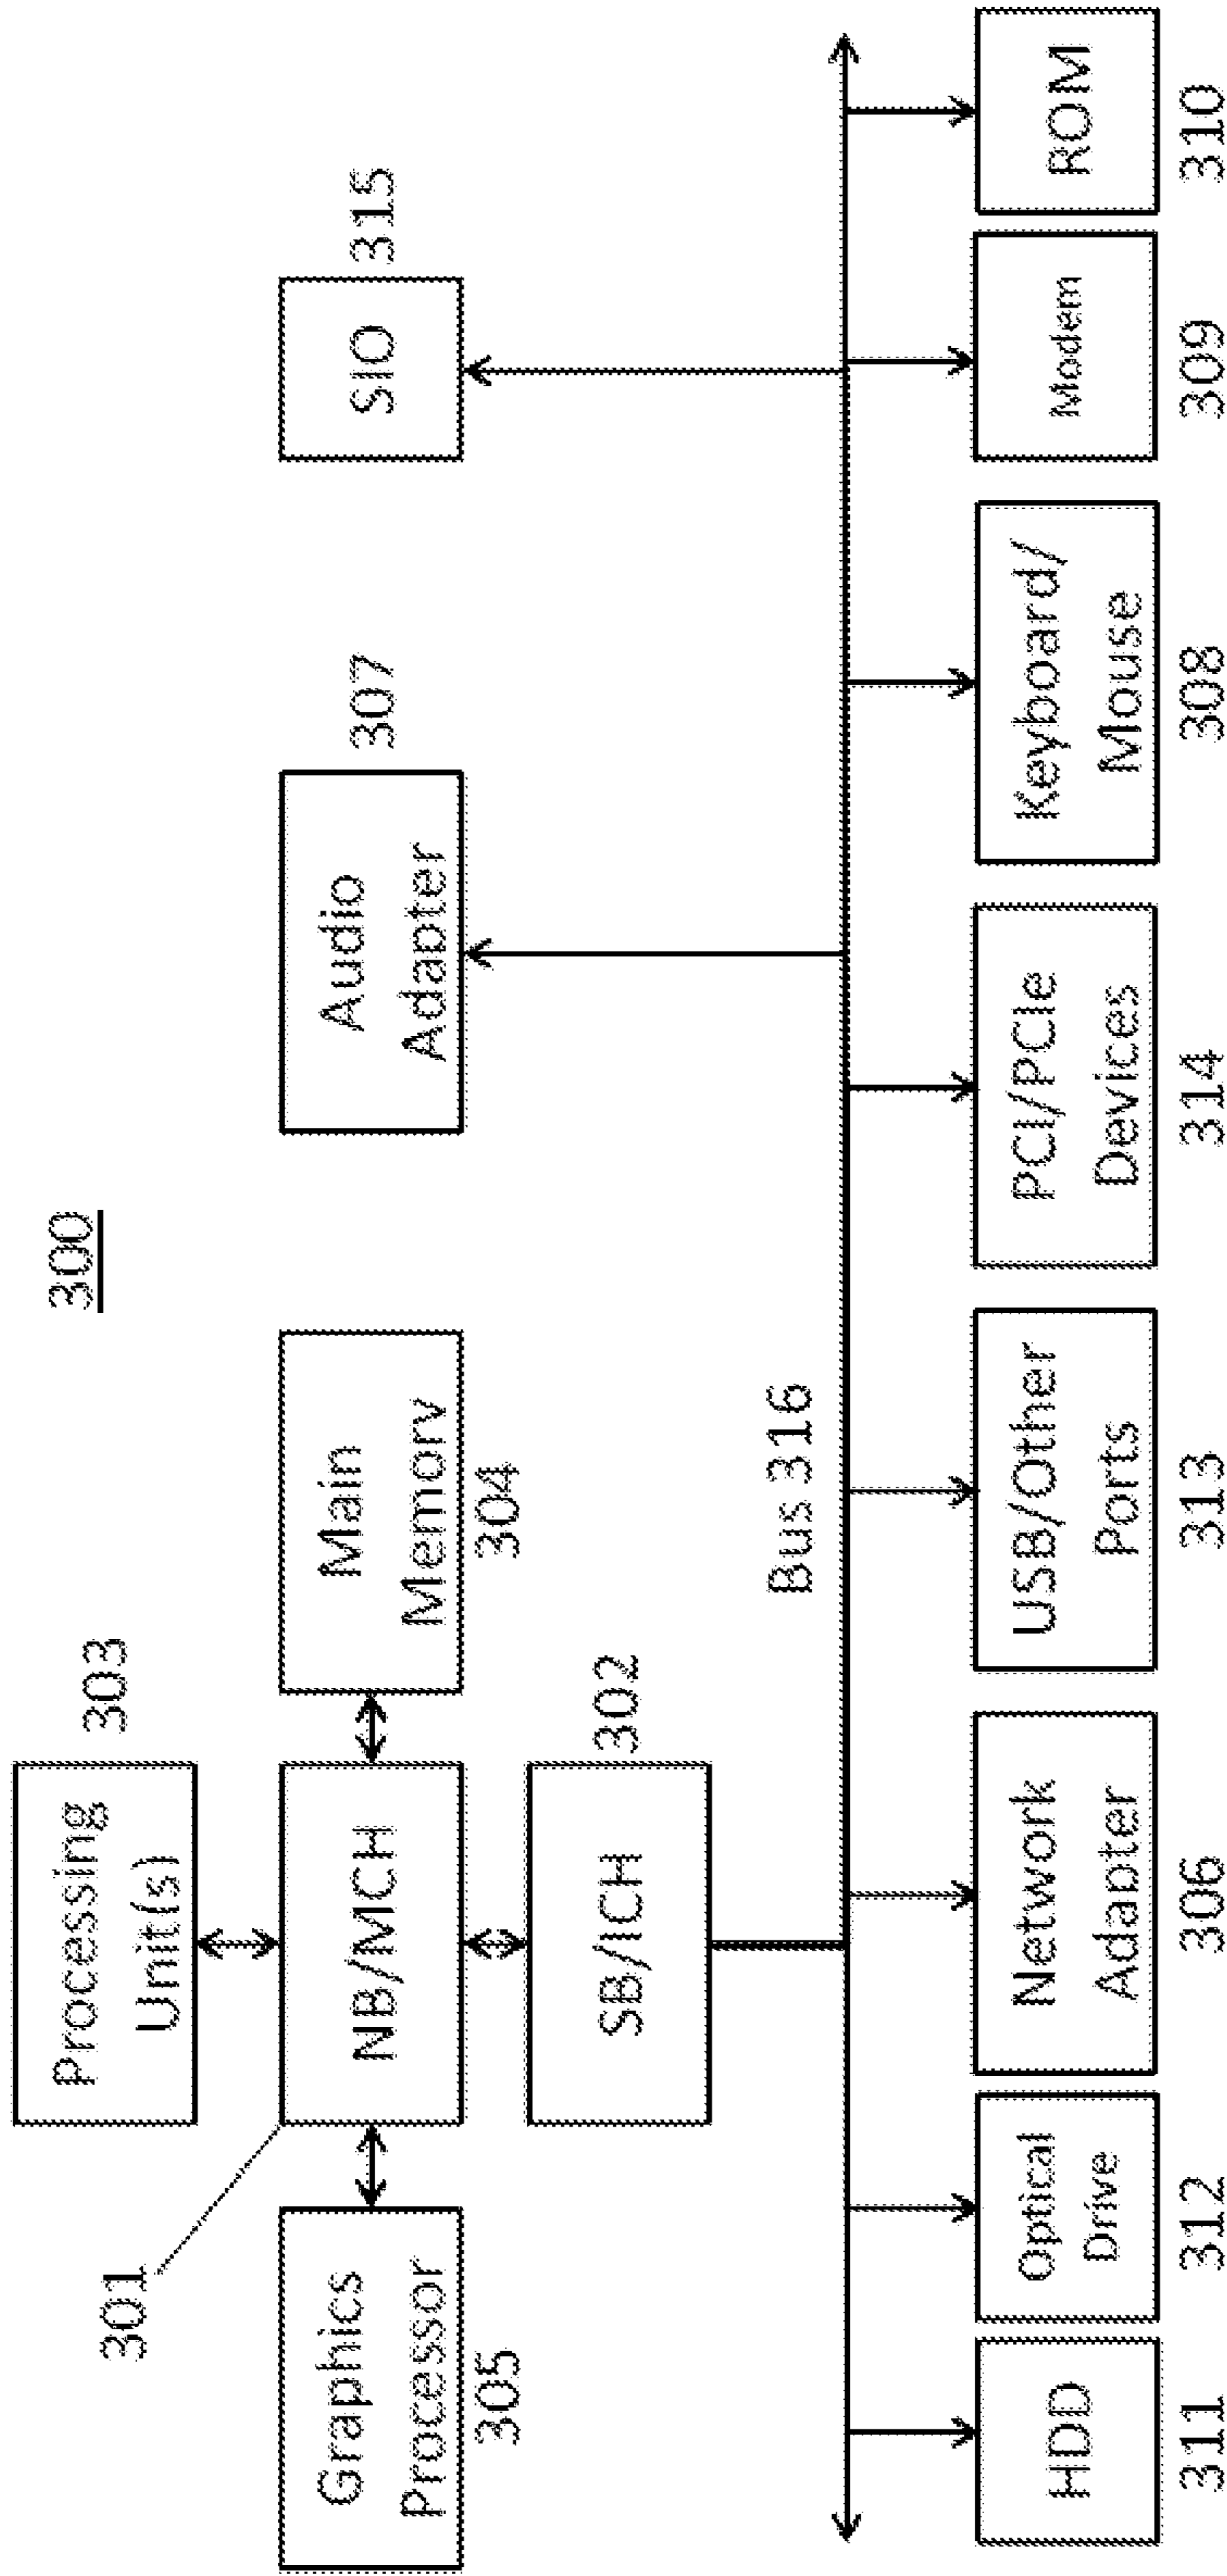 300
303
Processing
Unit(s)
301
307
315
Graphics
Processor
305
NB/MCH
Main
Memory
304
Audio
Adapter
SIO
302
SB/ICH
Bus 316
HDD
Optical
Drive
Network
Adapter
USB/Other
Ports
PCI/PCIe
Devices
Keyboard/
Mouse
Modem
ROM
311
312
306
313
314
308
309
310